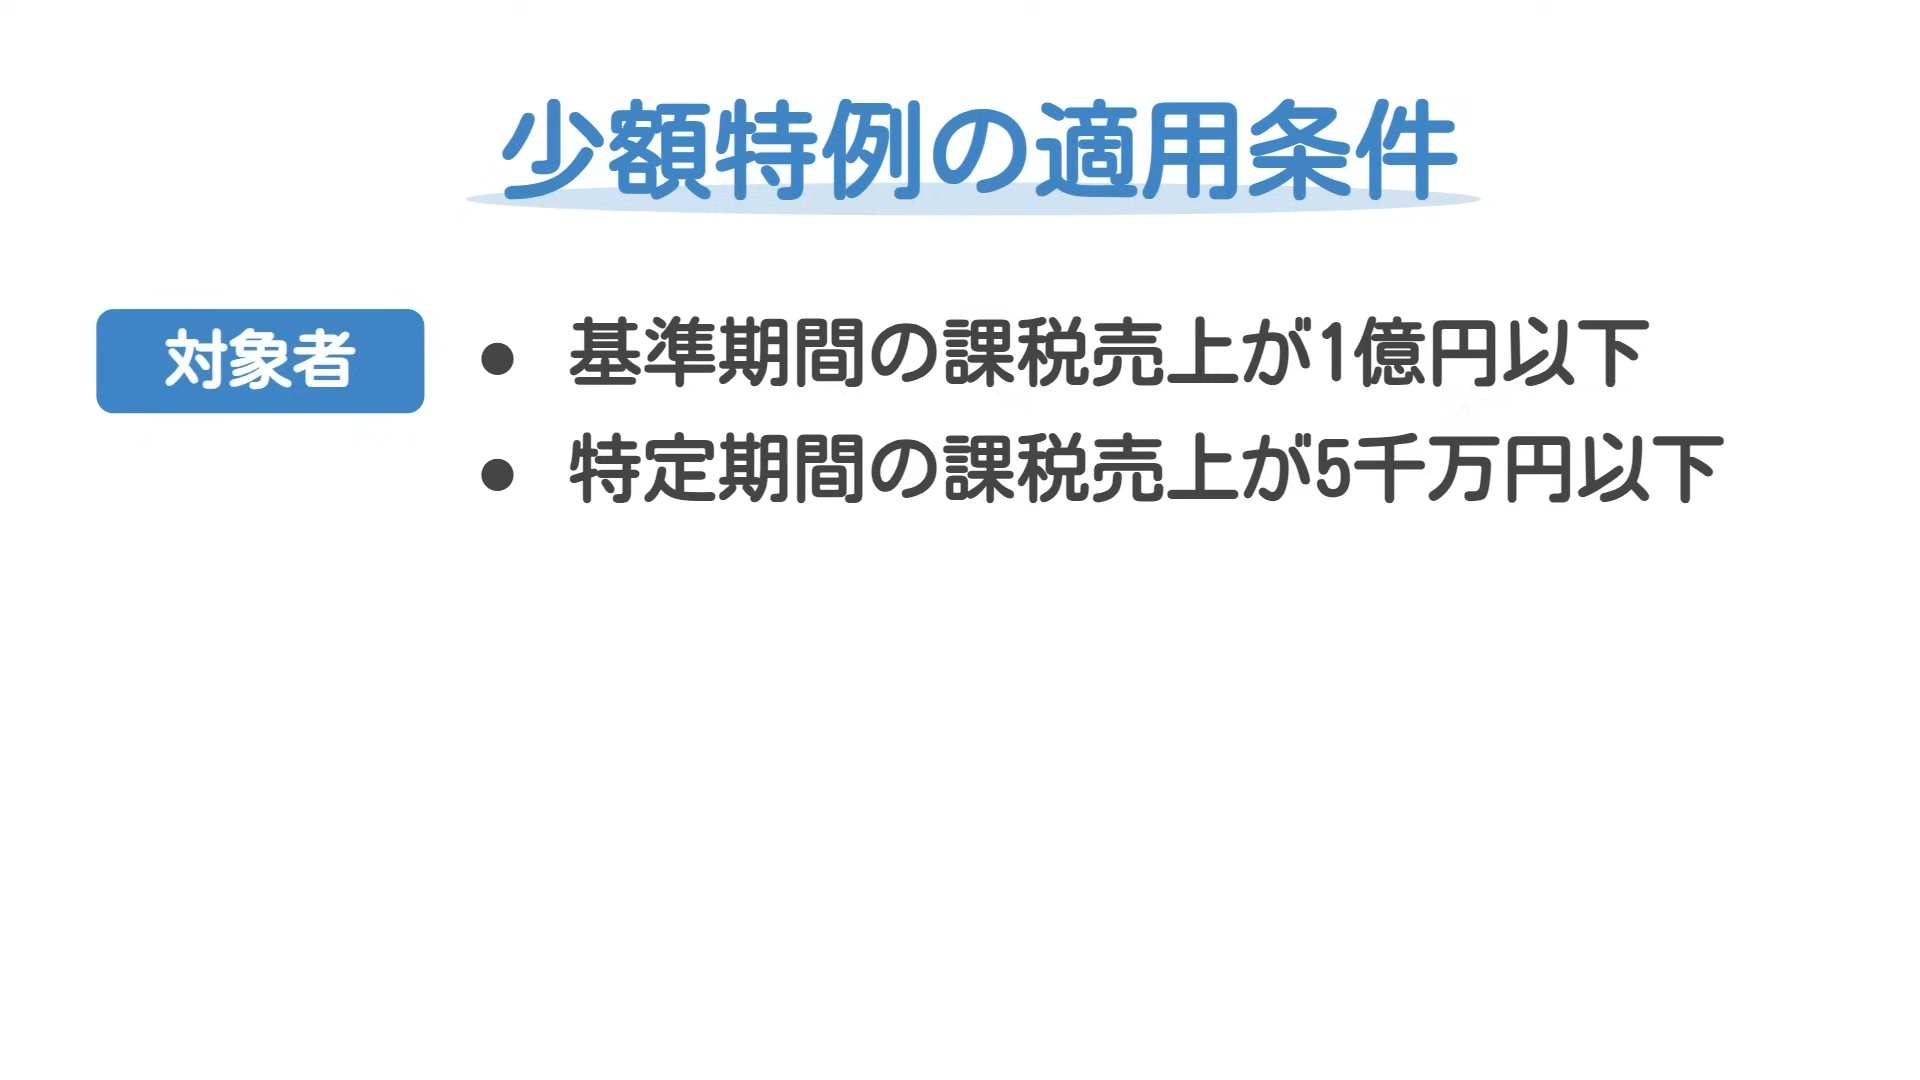 少額特例の適用条件
対象者
● 基準期間の課税売上が1億円以下
● 特定期間の課税売上が5千万円以下